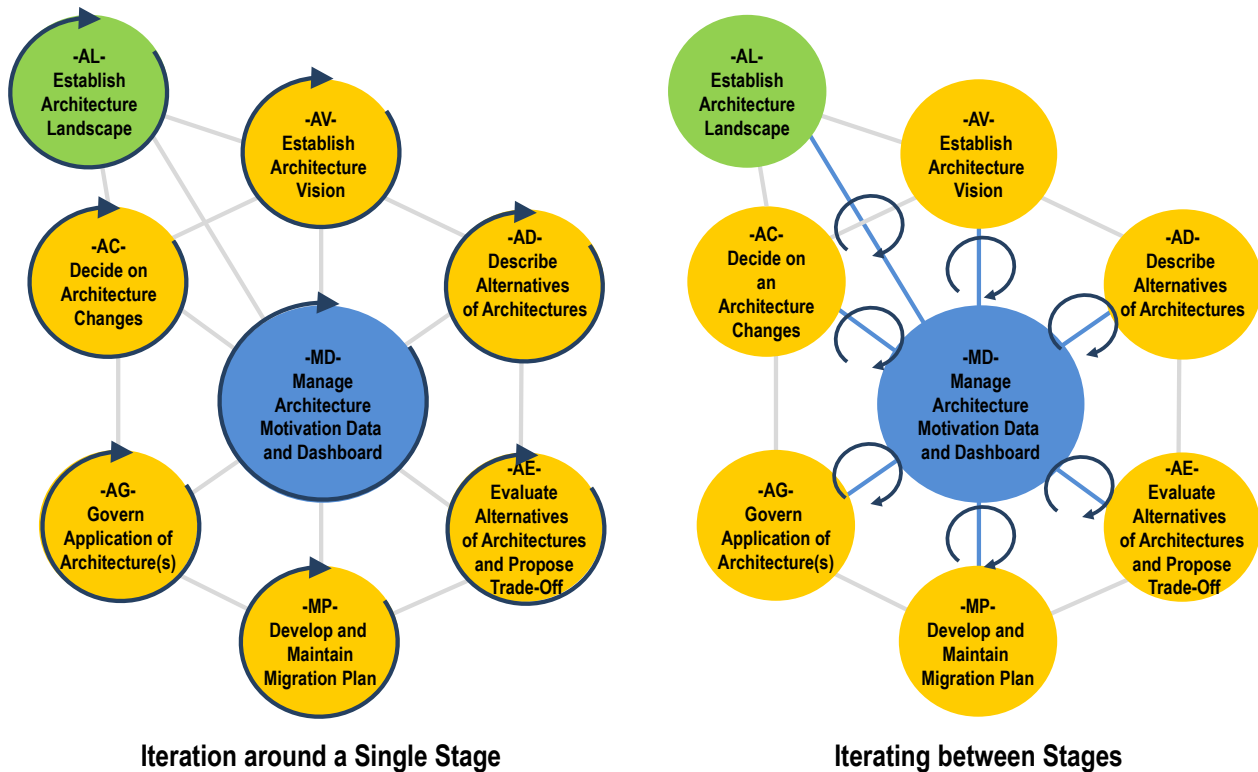 -AL-
Establish
Architecture
Landscape
-AV-
Establish
Architecture
Vision
-AC-
Decide on
Architecture
Changes
-AD-
Describe
Alternatives
of Architectures
-MD-
Manage
Architecture
Motivation Data
and Dashboard
-AG-
Govern
Application of
Architecture(s)
-AE-
Evaluate
Alternatives
of Architectures
and Propose
Trade-Off
-MP-
Develop and
Maintain
Migration Plan
Iteration around a Single Stage
-AL-
Establish
Architecture
Landscape
-AV-
Establish
Architecture
Vision
-AC-
Decide on
an
Architecture
Changes
-AD-
Describe
Alternatives
of Architectures
-MD-
Manage
Architecture
Motivation Data
and Dashboard
-AG-
Govern
Application of
Architecture(s)
-AE-
Evaluate
Alternatives
of Architectures
and Propose
Trade-Off
-MP-
Develop and
Maintain
Migration Plan
Iterating between Stages